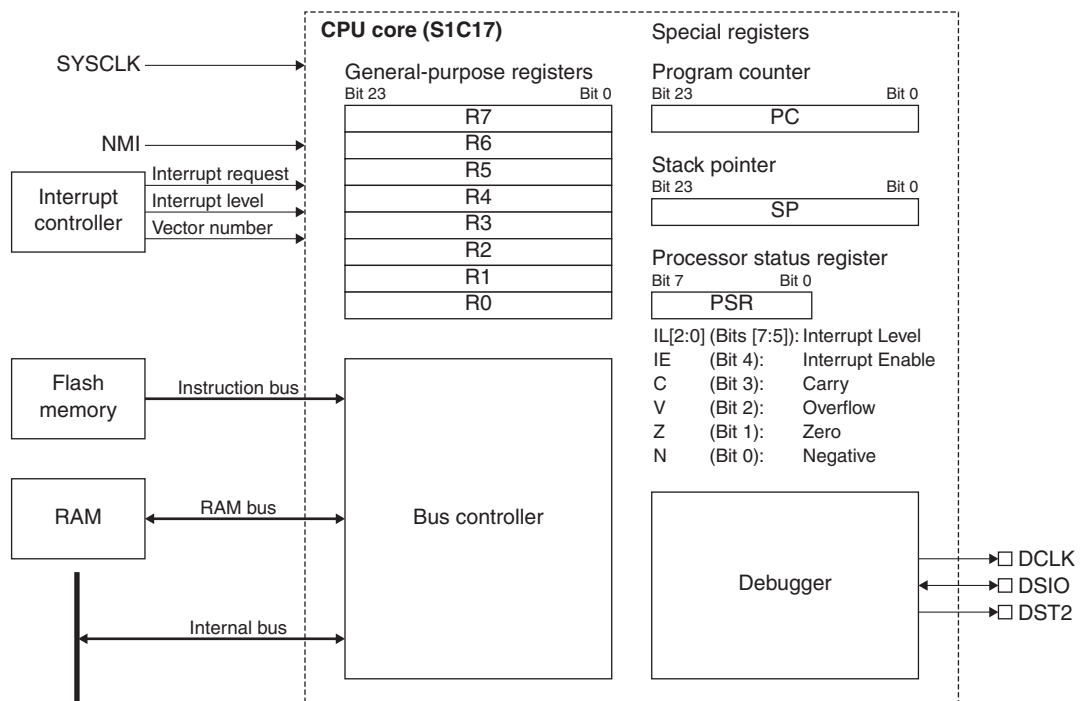 CPU core (S1C17)
Special registers
SYSCLK
General-purpose registers
Bit 23 Bit 0
R7
R6
R5
R4
R3
R2
R1
R0
Program counter
Bit 23 Bit 0
PC
NMI
Interrupt controller
Interrupt request
Interrupt level
Vector number
Stack pointer
Bit 23 Bit 0
SP
Processor status register
Bit 7 Bit 0
PSR
IL[2:0] (Bits [7:5]): Interrupt Level
IE (Bit 4): Interrupt Enable
C (Bit 3): Carry
V (Bit 2): Overflow
Z (Bit 1): Zero
N (Bit 0): Negative
Flash
memory
Instruction bus
RAM
RAM bus
Bus controller
Internal bus
Debugger
DCLK
DSIO
DST2